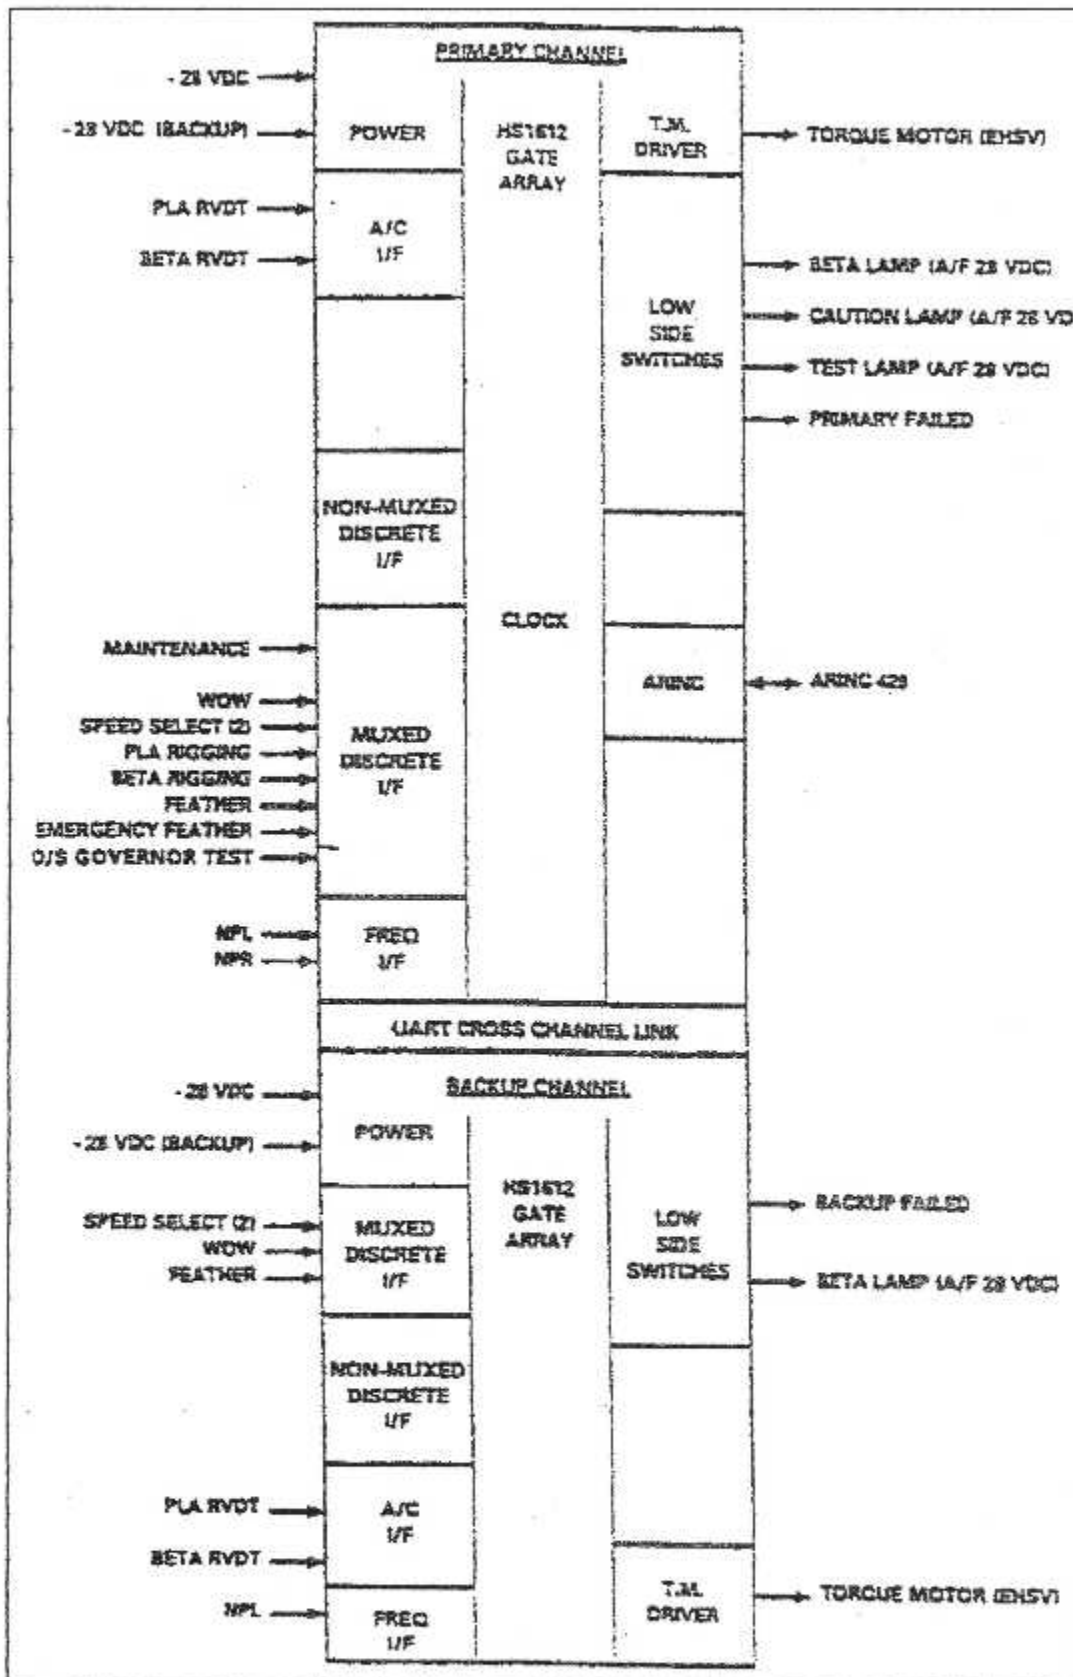 PRIMARY CHANNEL
- 28 VDC
- 28 VDC (BACKUP)
POWER
HS1612
GATE
ARRAY
T.M.
DRIVER
TORQUE MOTOR (EHSV)
PLA RVDT
BETA RVDT
A/C
I/F
LOW
SIDE
SWITCHES
BETA LAMP (A/F 28 VDC)
CAUTION LAMP (A/F 28 VD
TEST LAMP (A/F 28 VDC)
PRIMARY FAILED
NON-MUXED
DISCRETE
I/F
CLOCK
MAINTENANCE
WOW
SPEED SELECT (2)
PLA RIGGING
BETA RIGGING
FEATHER
EMERGENCY FEATHER
O/S GOVERNOR TEST
MUXED
DISCRETE
I/F
ARINC
ARINC 429
NPL
NPR
FREQ
I/F
UART CROSS CHANNEL LINK
BACKUP CHANNEL
- 28 VDC
- 28 VDC (BACKUP)
POWER
HS1612
GATE
ARRAY
LOW
SIDE
SWITCHES
BACKUP FAILED
BETA LAMP (A/F 28 VDC)
SPEED SELECT (2)
WOW
FEATHER
MUXED
DISCRETE
I/F
NON-MUXED
DISCRETE
I/F
PLA RVDT
BETA RVDT
A/C
I/F
NPL
FREQ
I/F
T.M.
DRIVER
TORQUE MOTOR (EHSV)